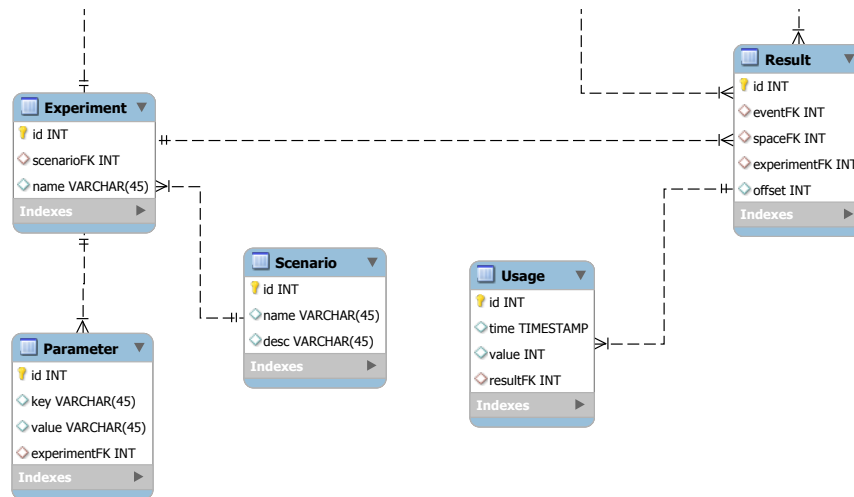 Experiment
id INT
scenarioFK INT
name VARCHAR(45)
Indexes
Result
id INT
eventFK INT
spaceFK INT
experimentFK INT
offset INT
Indexes
Scenario
id INT
name VARCHAR(45)
desc VARCHAR(45)
Indexes
Usage
id INT
time TIMESTAMP
value INT
resultFK INT
Indexes
Parameter
id INT
key VARCHAR(45)
value VARCHAR(45)
experimentFK INT
Indexes